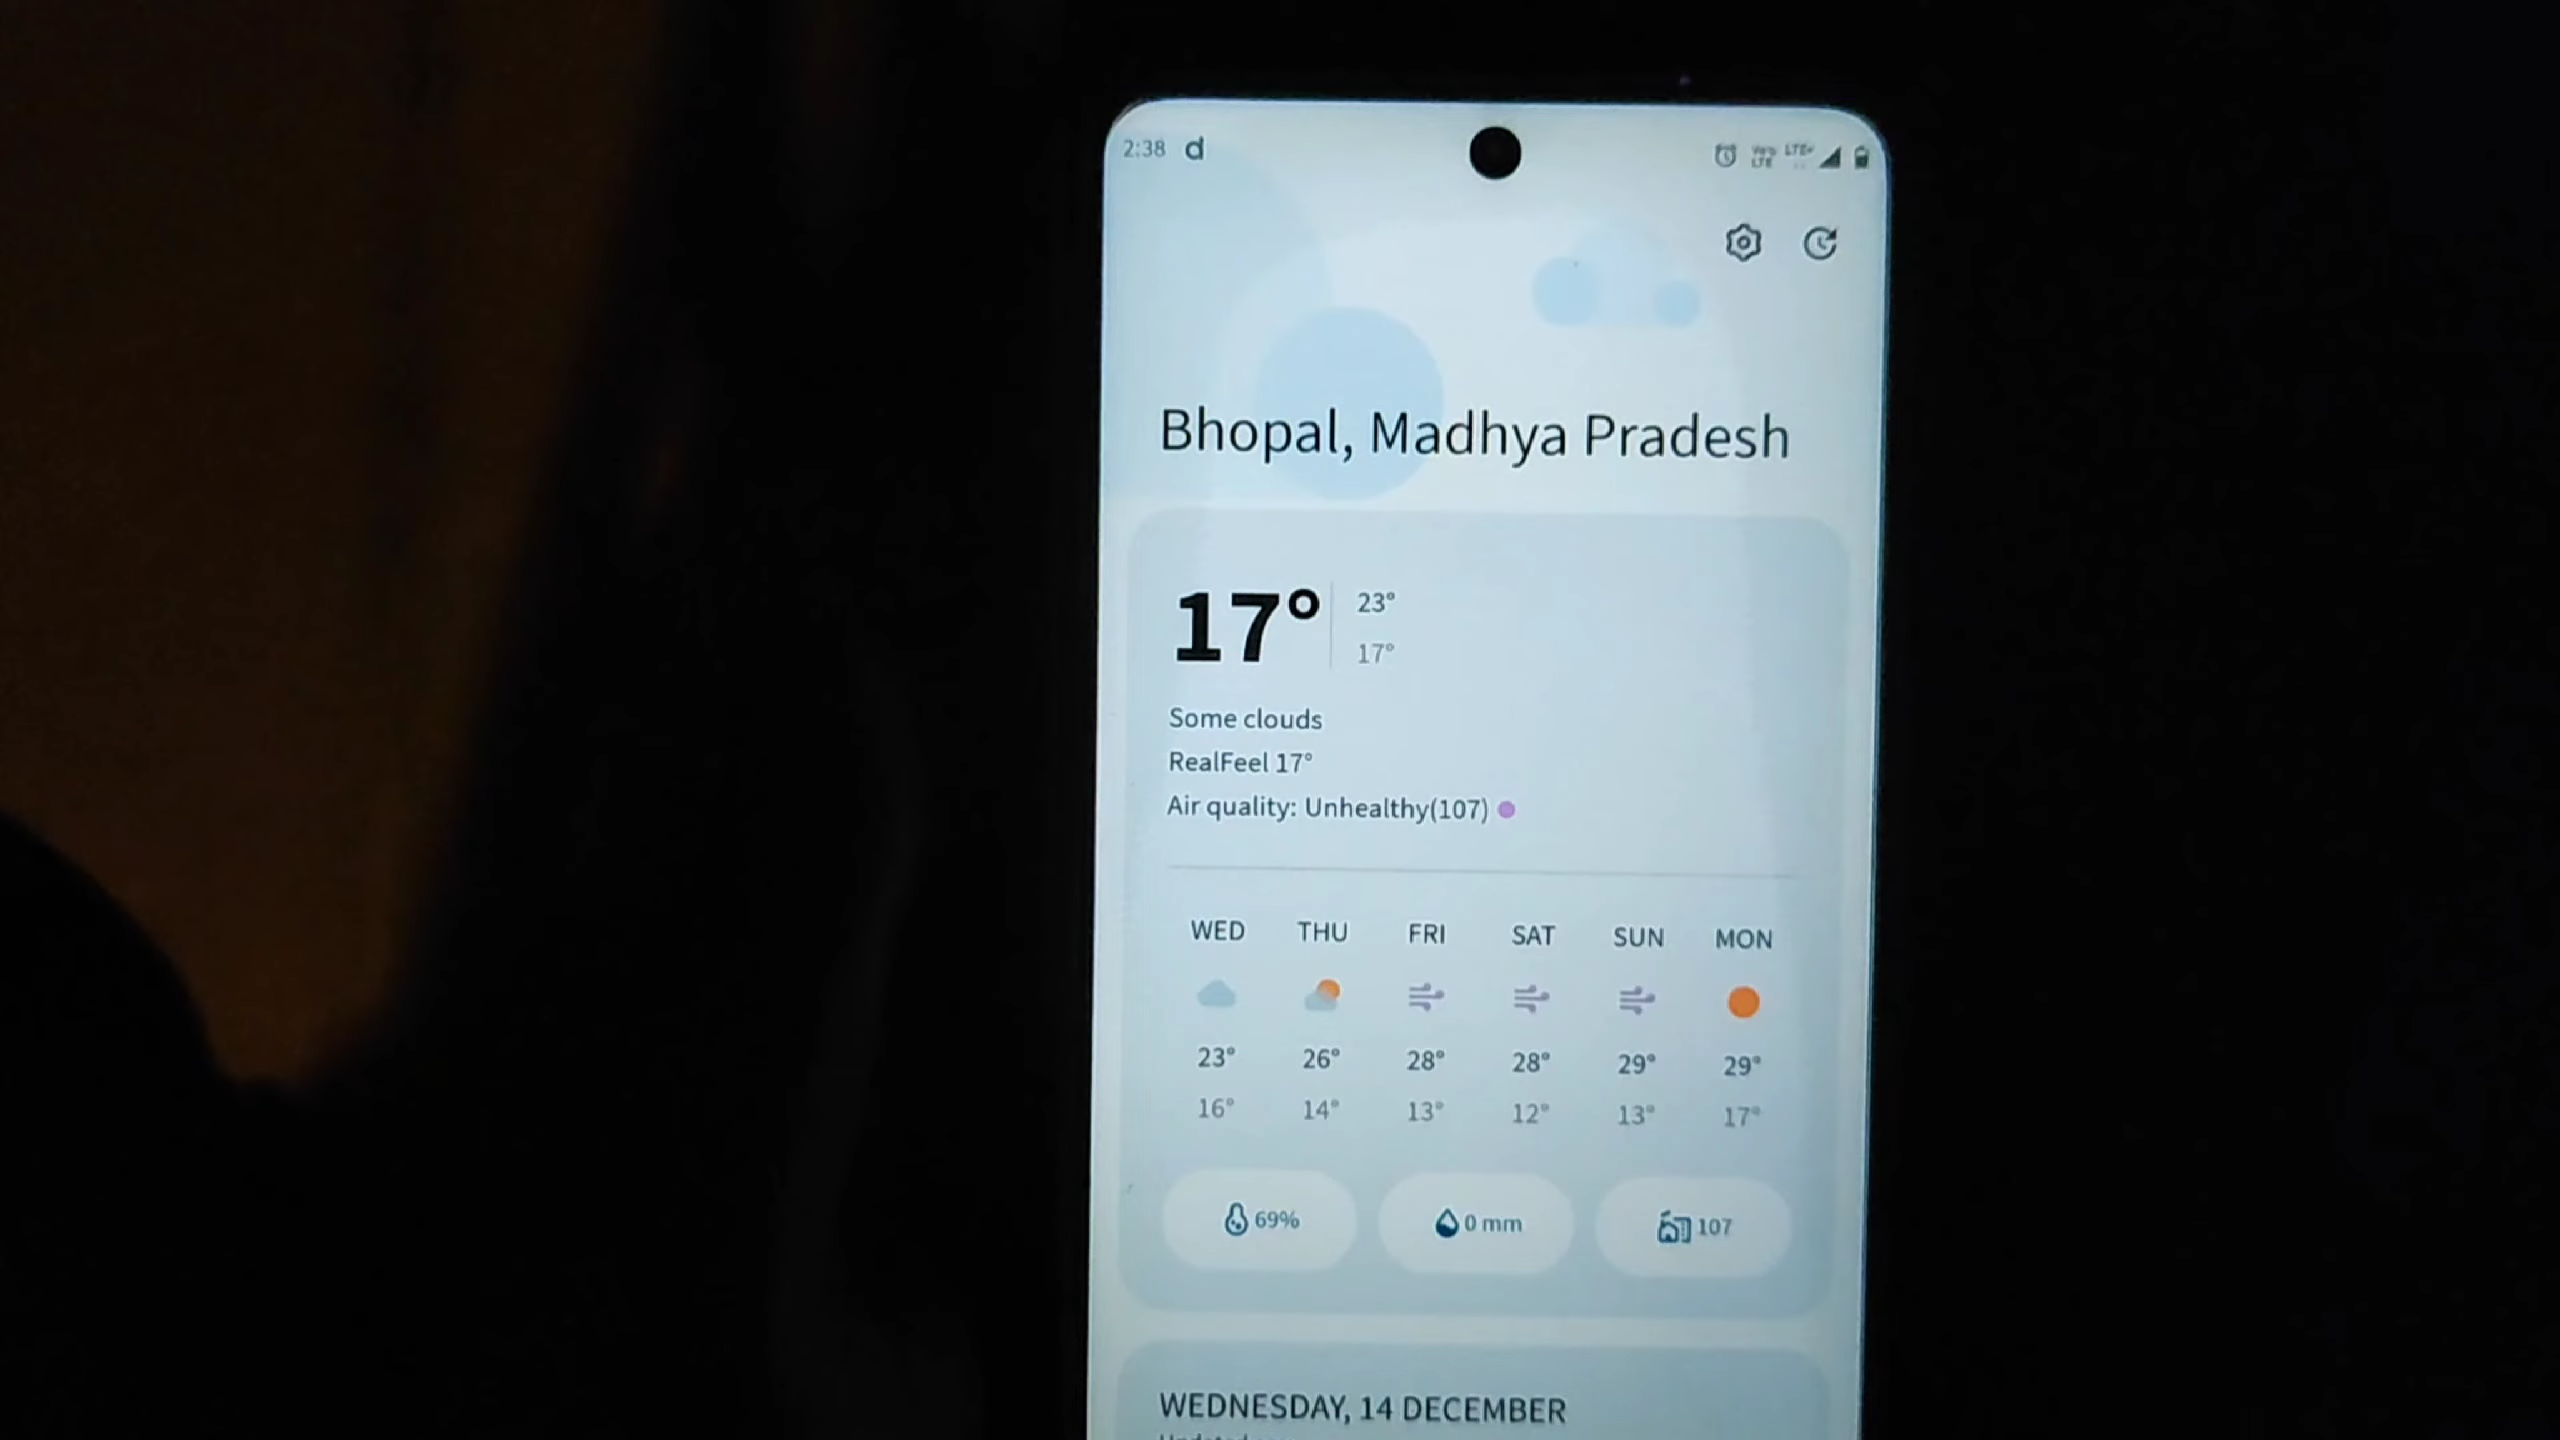 2:38 d
Bhopal, Madhya Pradesh
17°
23°
17°
Some clouds
RealFeel 17°
Air quality: Unhealthy(107)
WED THU FRI SAT SUN MON
23° 26° 28° 28° 29° 29°
16° 14° 13° 12° 13° 17°
69% 0 mm 107
WEDNESDAY, 14 DECEMBER